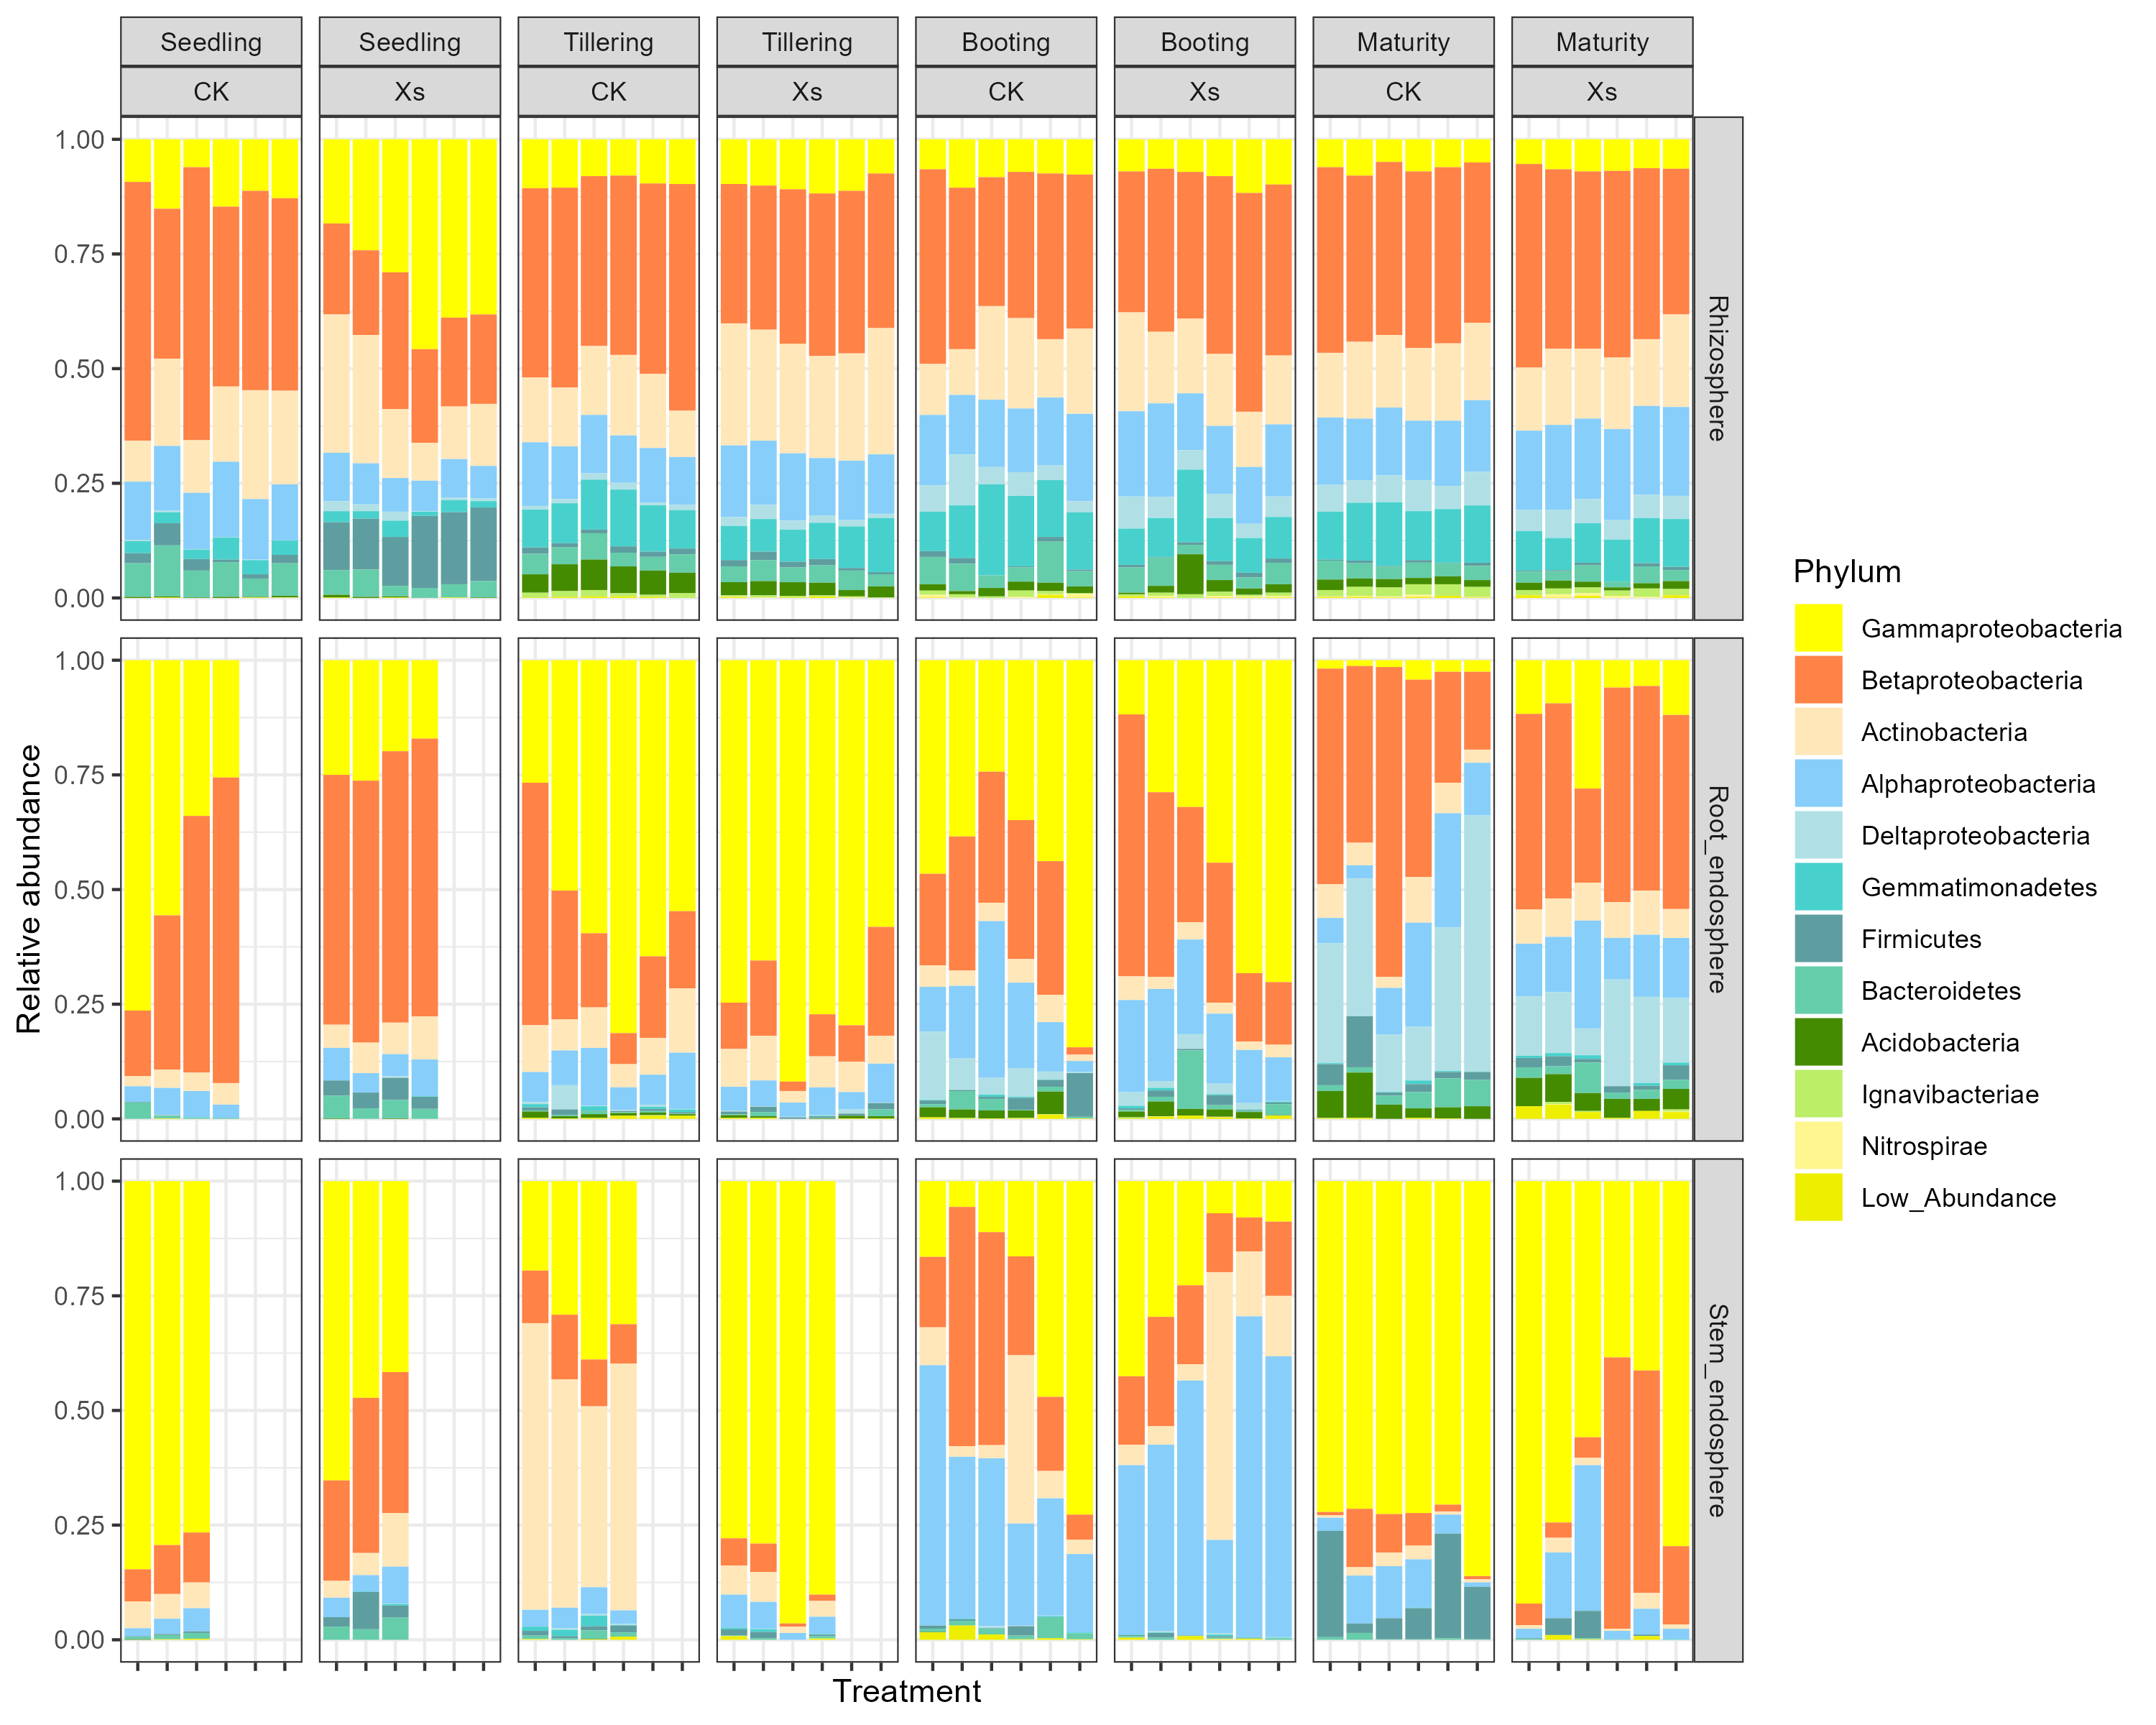 Seedling Seedling Tillering Tillering Booting Booting Maturity Maturity
CK Xs CK Xs CK Xs CK Xs
1.00
0.75
0.50
0.25
0.00
Rhizosphere
1.00
0.75
0.50
0.25
0.00
Root_endosphere
1.00
0.75
0.50
0.25
0.00
Stem_endosphere
Relative abundance
Treatment
Phylum
Gammaproteobacteria
Betaproteobacteria
Actinobacteria
Alphaproteobacteria
Deltaproteobacteria
Gemmatimonadetes
Firmicutes
Bacteroidetes
Acidobacteria
Ignavibacteriae
Nitrospirae
Low_Abundance